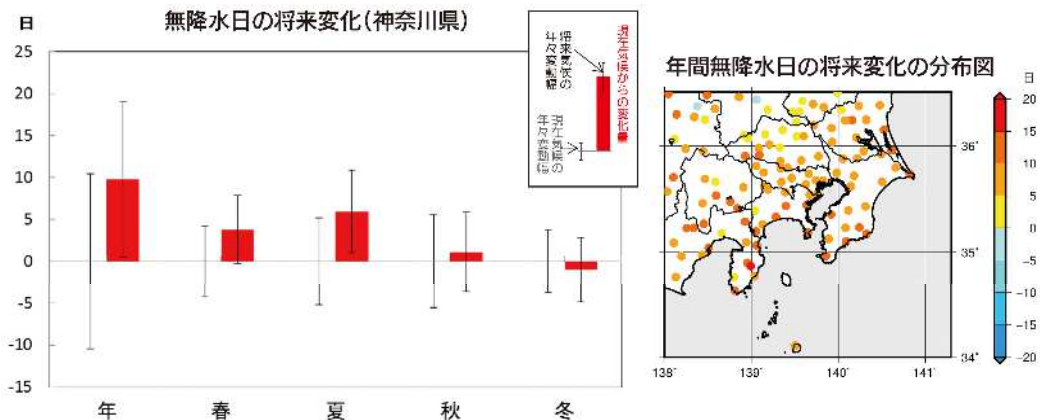 日
無降水日の将来変化(神奈川県)
25
20
15
10
5
0
-5
-10
-15
年
春
夏
秋
冬
将来気候の
年々変動幅
現在気候からの変化量
現在気候の
年々変動幅
年間無降水日の将来変化の分布図
日
20
15
10
5
0
-5
-10
-15
-20
36°
35°
34°
138°
139°
140°
141°